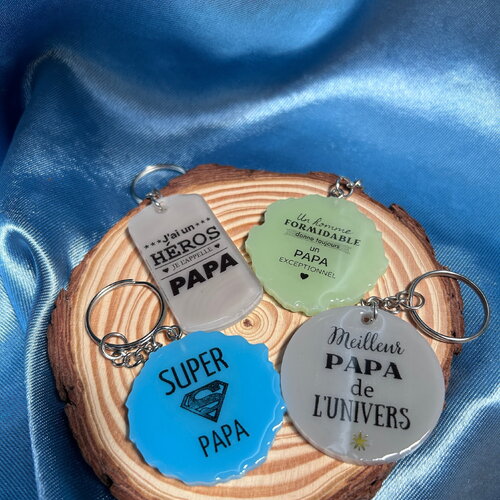 ***J'ai un***
HÉROS
♥ JE L'APPELLE ♥
PAPA
Un homme
FORMIDABLE
donne toujours
un
PAPA
EXCEPTIONNEL
♥
SUPER
S
PAPA
Meilleur
PAPA
de
L'UNIVERS